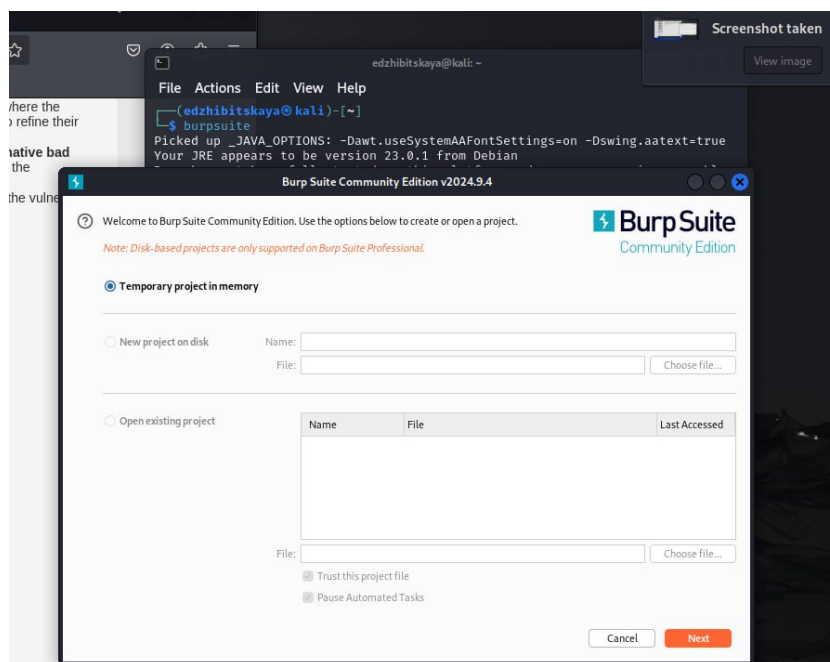 Screenshot taken
View image
edzhibitskaya@kali: ~
File Actions Edit View Help
where the
refine their
native bad
the
the vulne
(edzhibitskaya㉿kali)-[~]
$ burpsuite
Picked up _JAVA_OPTIONS: -Dawt.useSystemAAFontSettings=on -Dswing.aatext=true
Your JRE appears to be version 23.0.1 from Debian
Burp Suite Community Edition v2024.9.4
Welcome to Burp Suite Community Edition. Use the options below to create or open a project.
Note: Disk-based projects are only supported on Burp Suite Professional.
Burp Suite
Community Edition
Temporary project in memory
New project on disk
Name:
File:
Choose file...
Open existing project
Name File Last Accessed
File:
Choose file...
Trust this project file
Pause Automated Tasks
Cancel Next